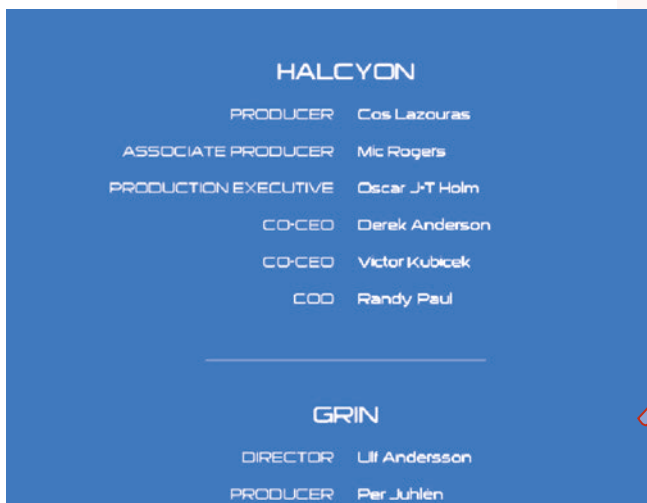 HALCYON
PRODUCER Cos Lazouras
ASSOCIATE PRODUCER Mic Rogers
PRODUCTION EXECUTIVE Oscar J-T Holm
CO-CEO Derek Anderson
CO-CEO Victor Kubicek
COO Randy Paul
GRIN
DIRECTOR Ulf Andersson
PRODUCER Per Juhlén